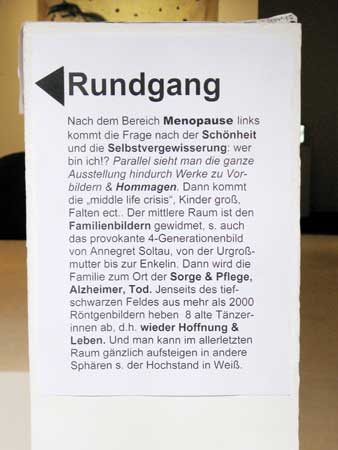 Rundgang
Nach dem Bereich Menopause links
kommt die Frage nach der Schönheit
und die Selbstvergewisserung: wer
bin ich!? Parallel sieht man die ganze
Ausstellung hindurch Werke zu Vor-
bildern & Hommagen. Dann kommt
die „middle life crisis“, Kinder groß,
Falten ect.. Der mittlere Raum ist den
Familienbildern gewidmet, s. auch
das provokante 4-Generationenbild
von Annegret Soltau, von der Urgroß-
mutter bis zur Enkelin. Dann wird die
Familie zum Ort der Sorge & Pflege,
Alzheimer, Tod. Jenseits des tief-
schwarzen Feldes aus mehr als 2000
Röntgenbildern heben 8 alte Tänzer-
innen ab, d.h. wieder Hoffnung &
Leben. Und man kann im allerletzten
Raum gänzlich aufsteigen in andere
Sphären s. der Hochstand in Weiß.